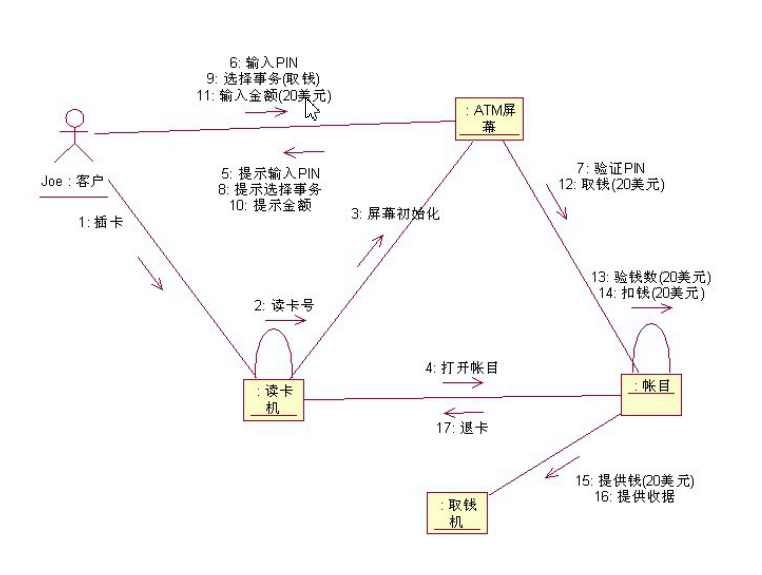 6: 输入PIN
9: 选择事务(取钱)
11: 输入金额(20美元)
: ATM屏
幕
Joe : 客户
5: 提示输入PIN
8: 提示选择事务
10: 提示金额
7: 验证PIN
12: 取钱(20美元)
1: 插卡
3: 屏幕初始化
13: 验钱数(20美元)
14: 扣钱(20美元)
2: 读卡号
4: 打开帐目
: 读卡
机
: 帐目
17: 退卡
15: 提供钱(20美元)
16: 提供收据
: 取钱
机